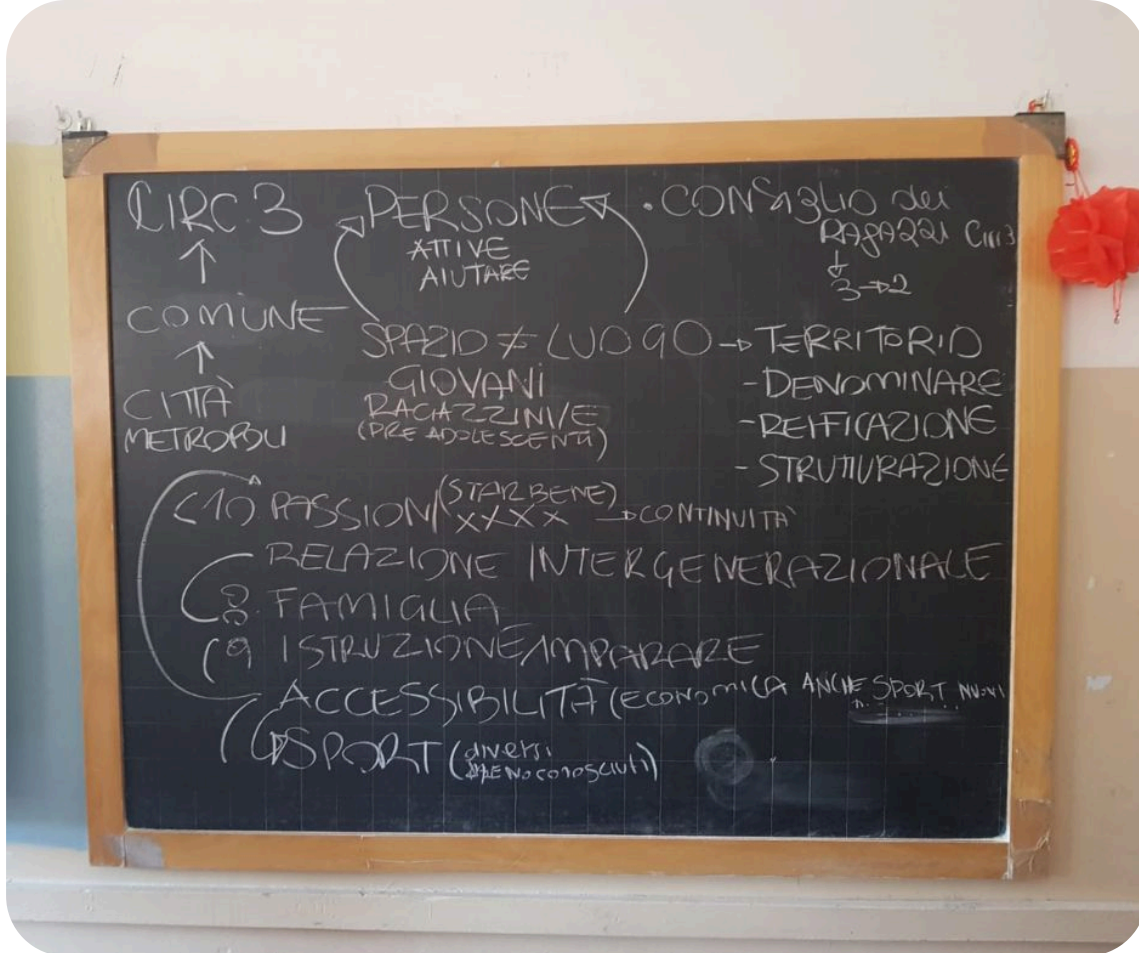 CIRC. 3
↑
COMUNE
↑
CITTÀ
METROPOLI
PERSONE
ATTIVE
AIUTARE
• CONSIGLIO dei
RAGAZZI Circ 3
↓
3→2
SPAZIO ≠ LUOGO → TERRITORIO
GIOVANI
RAGAZZINI/E
(PRE ADOLESCENTI)
- DENOMINARE
- REIFICAZIONE
- STRUTTURAZIONE
<10 PASSIONI (STAR BENE)
XXXX → CONTINUITÀ
RELAZIONE INTERGENERAZIONALE
8. FAMIGLIA
9 ISTRUZIONE/IMPARARE
ACCESSIBILITÀ (ECONOMICA ANCHE SPORT NUOVI
SPORT (diversi
MENO CONOSCIUTI)